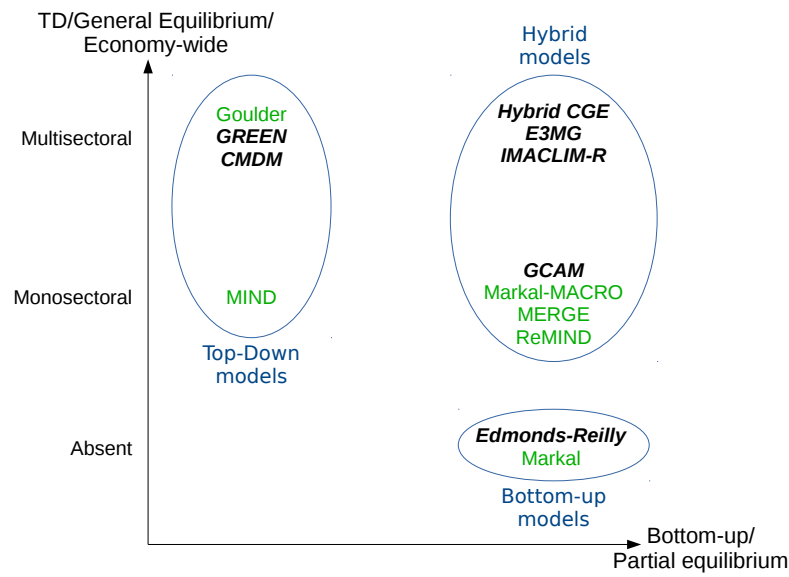 TD/General Equilibrium/
Economy-wide
Hybrid
models
Multisectoral
Goulder
GREEN
CMDM
Hybrid CGE
E3MG
IMACLIM-R
Monosectoral
MIND
GCAM
Markal-MACRO
MERGE
ReMIND
Top-Down
models
Absent
Edmonds-Reilly
Markal
Bottom-up
models
Bottom-up/
Partial equilibrium